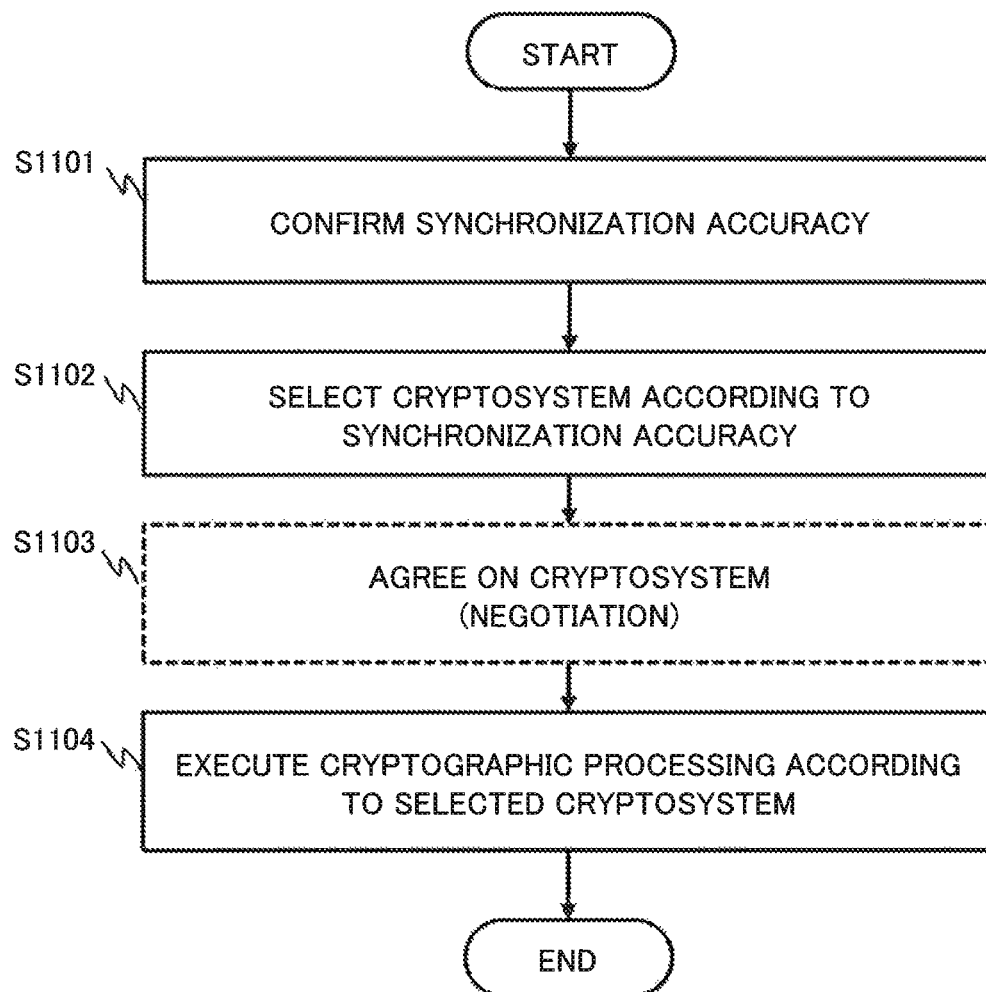 START
S1101
CONFIRM SYNCHRONIZATION ACCURACY
S1102
SELECT CRYPTOSYSTEM ACCORDING TO
SYNCHRONIZATION ACCURACY
S1103
AGREE ON CRYPTOSYSTEM
(NEGOTIATION)
S1104
EXECUTE CRYPTOGRAPHIC PROCESSING ACCORDING
TO SELECTED CRYPTOSYSTEM
END